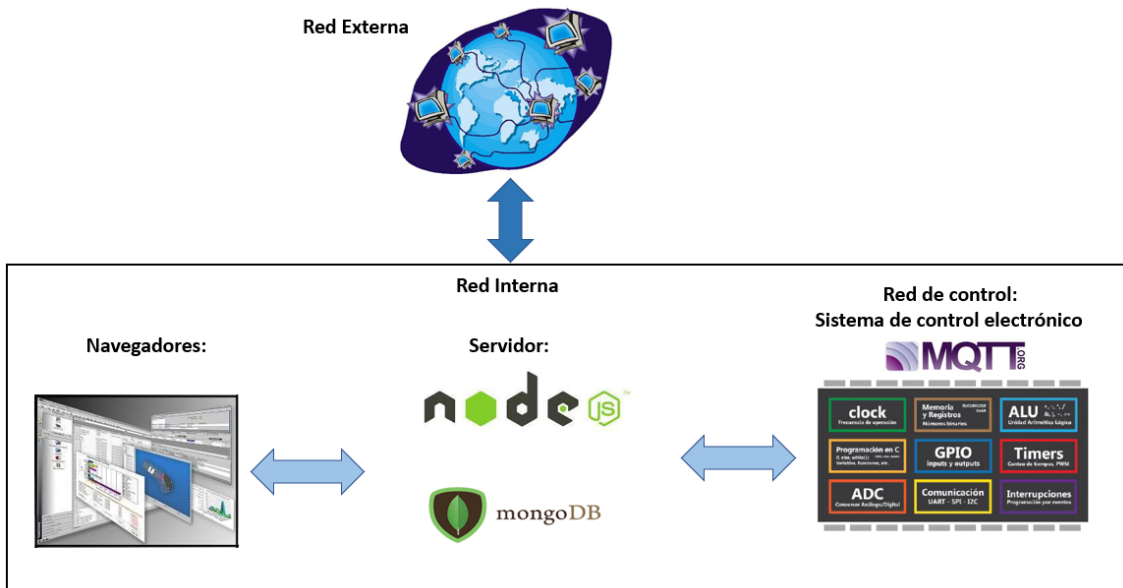 Red Externa
Red Interna
Navegadores:
Servidor:
Red de control:
Sistema de control electrónico
node JS
mongoDB
MQTT.ORG
clock
Frecuencia de operación
Memoria
y Registros
Números binarios
ALU
Unidad Aritmética Lógica
Programación en C
Variables, Funciones, etc.
GPIO
inputs y outputs
Timers
Conteo de tiempos, PWM
ADC
Conversor Análogo/Digital
Comunicación
UART - SPI - I2C
Interrupciones
Programación por eventos